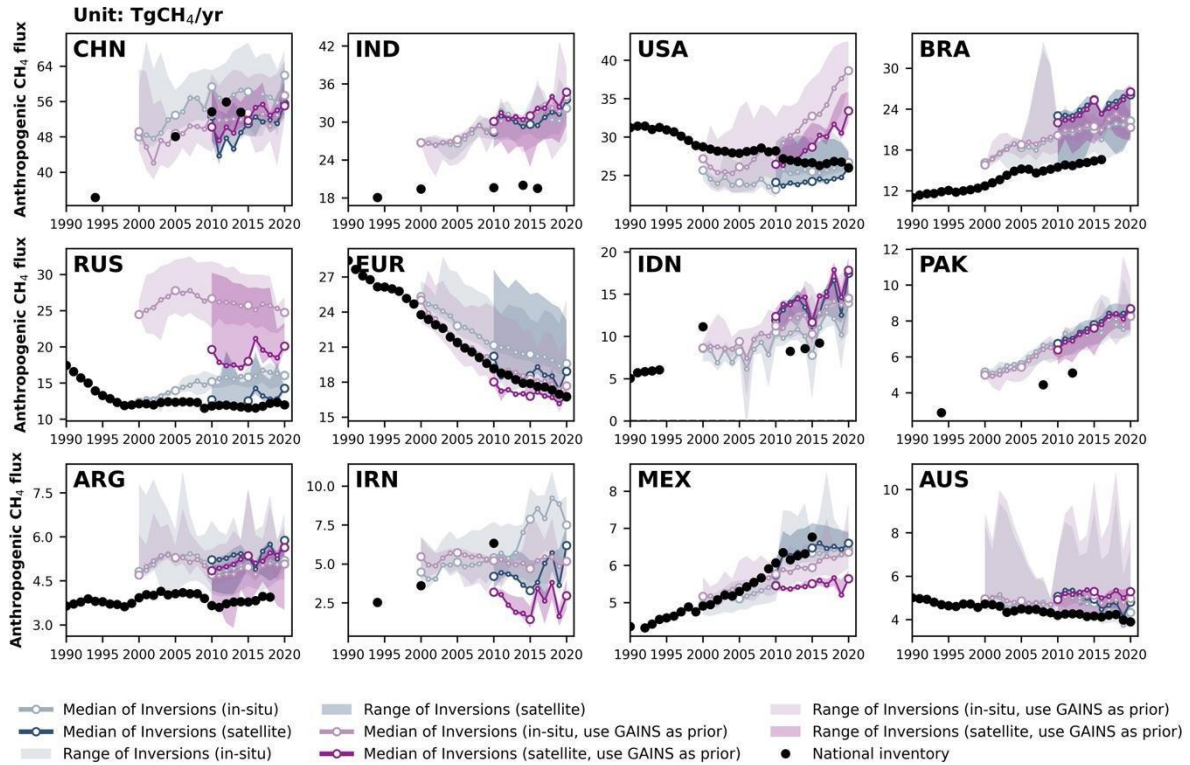 Unit: TgCH₄/yr
Anthropogenic CH₄ flux
CHN
64
56
48
40
1990 1995 2000 2005 2010 2015 2020
IND
42
36
30
24
18
1990 1995 2000 2005 2010 2015 2020
USA
40
35
30
25
1990 1995 2000 2005 2010 2015 2020
BRA
30
24
18
12
1990 1995 2000 2005 2010 2015 2020
Anthropogenic CH₄ flux
RUS
30
25
20
15
10
1990 1995 2000 2005 2010 2015 2020
EUR
27
24
21
18
15
1990 1995 2000 2005 2010 2015 2020
IDN
20
15
10
5
0
1990 1995 2000 2005 2010 2015 2020
PAK
12
10
8
6
4
1990 1995 2000 2005 2010 2015 2020
Anthropogenic CH₄ flux
ARG
7.5
6.0
4.5
3.0
1990 1995 2000 2005 2010 2015 2020
IRN
10.0
7.5
5.0
2.5
1990 1995 2000 2005 2010 2015 2020
MEX
8
7
6
5
1990 1995 2000 2005 2010 2015 2020
AUS
10
8
6
4
1990 1995 2000 2005 2010 2015 2020
Median of Inversions (in-situ)
Median of Inversions (satellite)
Range of Inversions (in-situ)
Range of Inversions (satellite)
Median of Inversions (in-situ, use GAINS as prior)
Median of Inversions (satellite, use GAINS as prior)
Range of Inversions (in-situ, use GAINS as prior)
Range of Inversions (satellite, use GAINS as prior)
National inventory